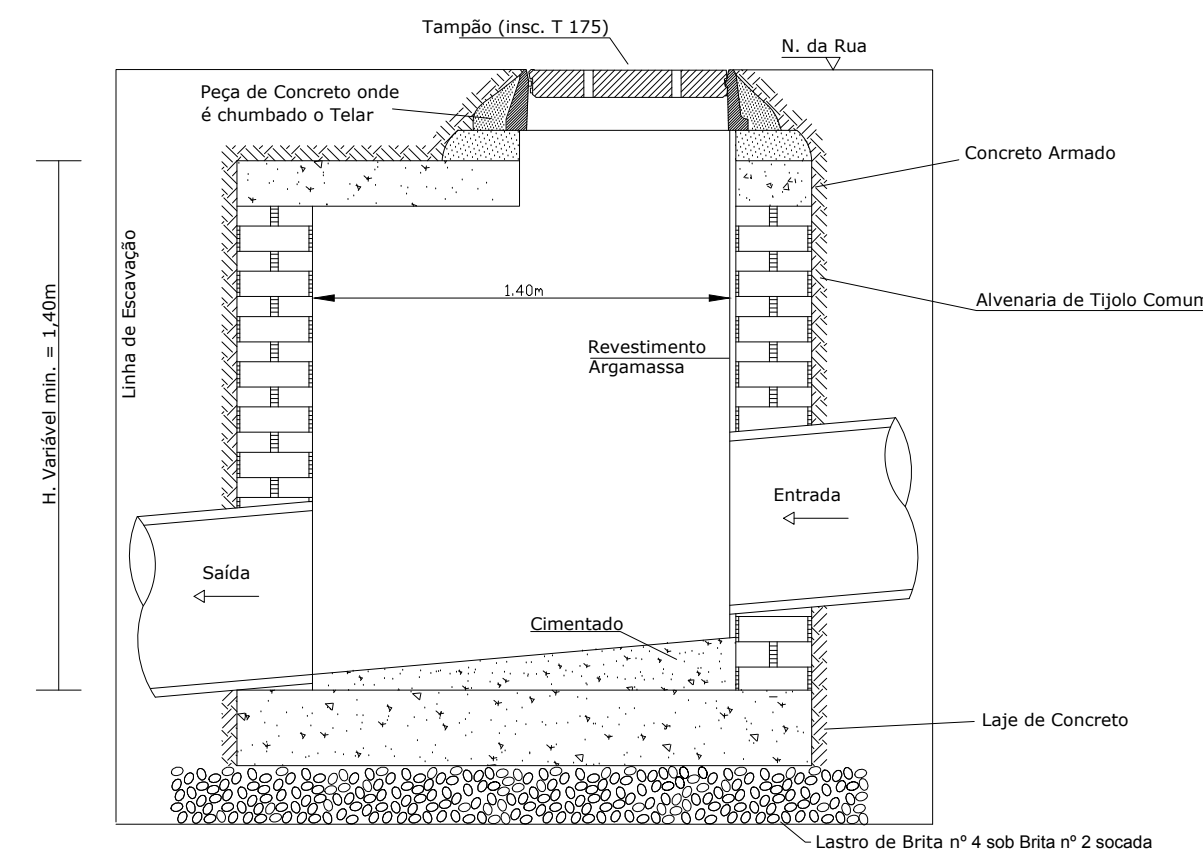 Tampão (insc. T 175)
N. da Rua
Peça de Concreto onde
é chumbado o Telar
Concreto Armado
Linha de Escavação
H. Variável min. = 1,40m
1.40m
Alvenaria de Tijolo Comum
Revestimento
Argamassa
Entrada
Saída
Cimentado
Laje de Concreto
Lastro de Brita nº 4 sob Brita nº 2 socada